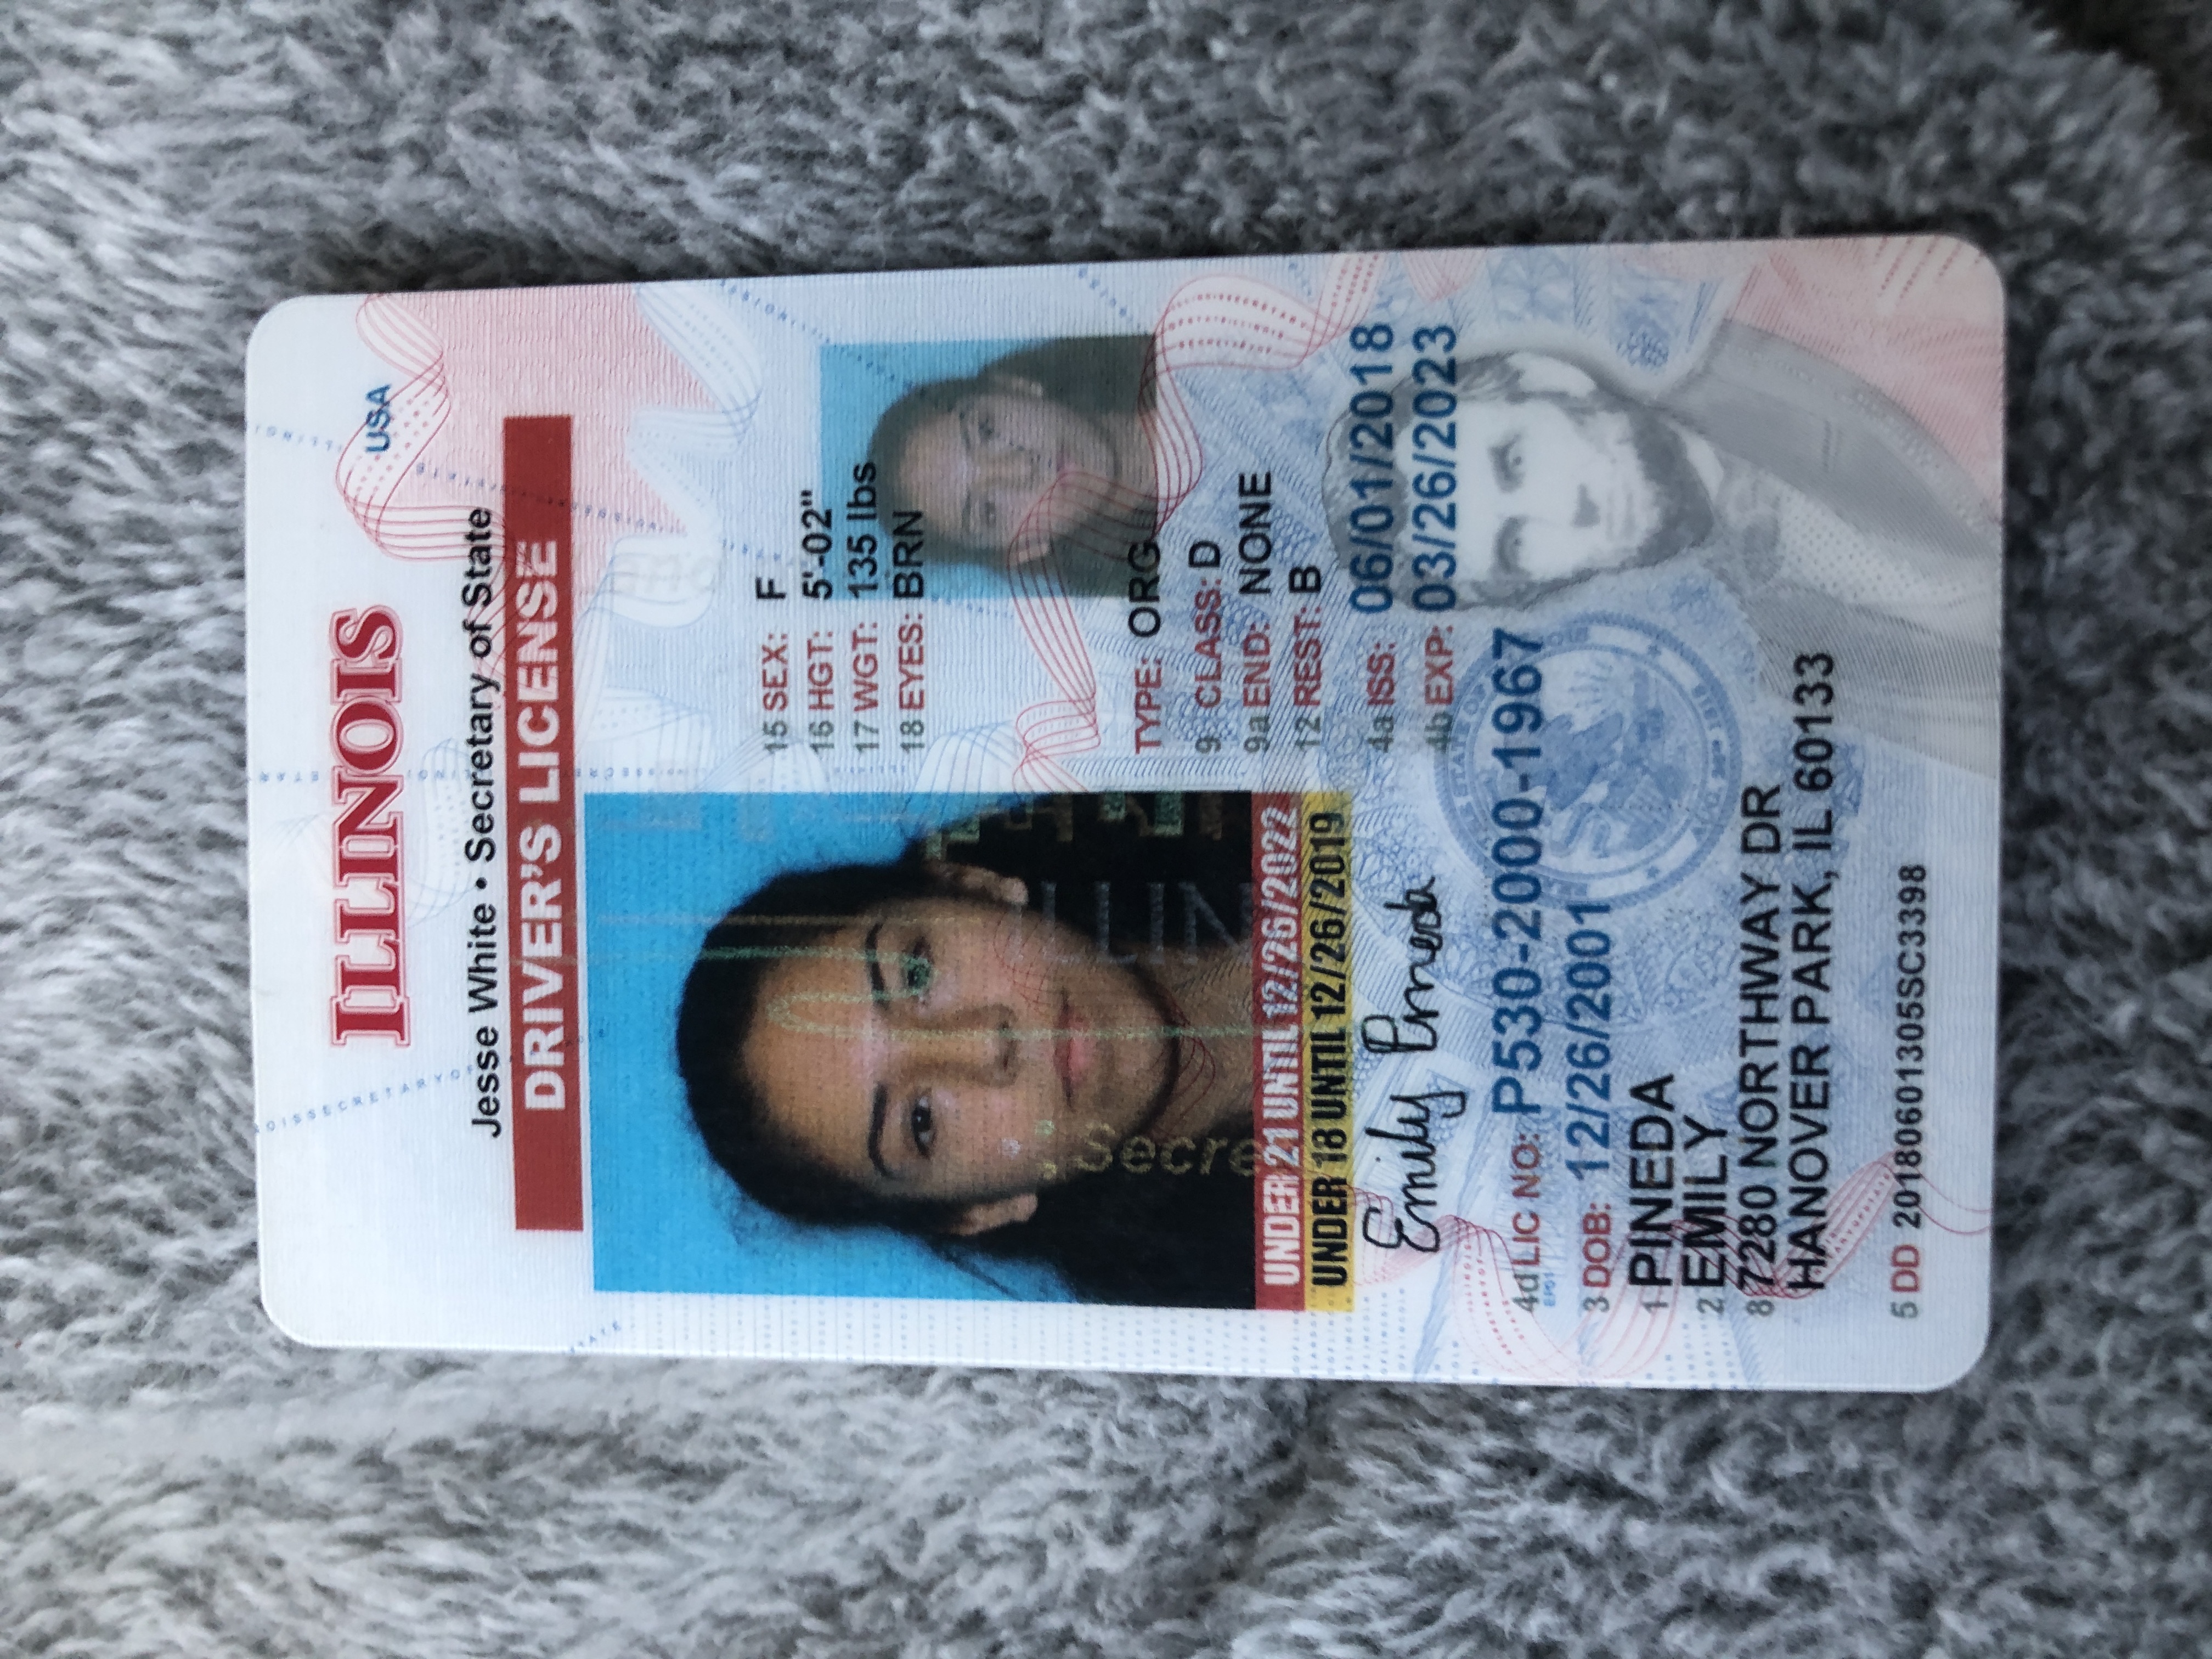 ILLINOIS
USA
Jesse White • Secretary of State
DRIVER'S LICENSE
15 SEX: F
16 HGT: 5'-02"
17 WGT: 135 lbs
18 EYES: BRN
TYPE: ORG
9 CLASS: D
9a END: NONE
12 REST: B
UNDER 21 UNTIL 12/26/2022
UNDER 18 UNTIL 12/26/2019
Emily Pineda
4a ISS: 06/01/2018
4b EXP: 03/26/2023
4d LIC NO: P530-2000-1967
3 DOB: 12/26/2001
1 PINEDA
2 EMILY
8 7280 NORTHWAY DR
HANOVER PARK, IL 60133
5 DD 20180601305SC3398